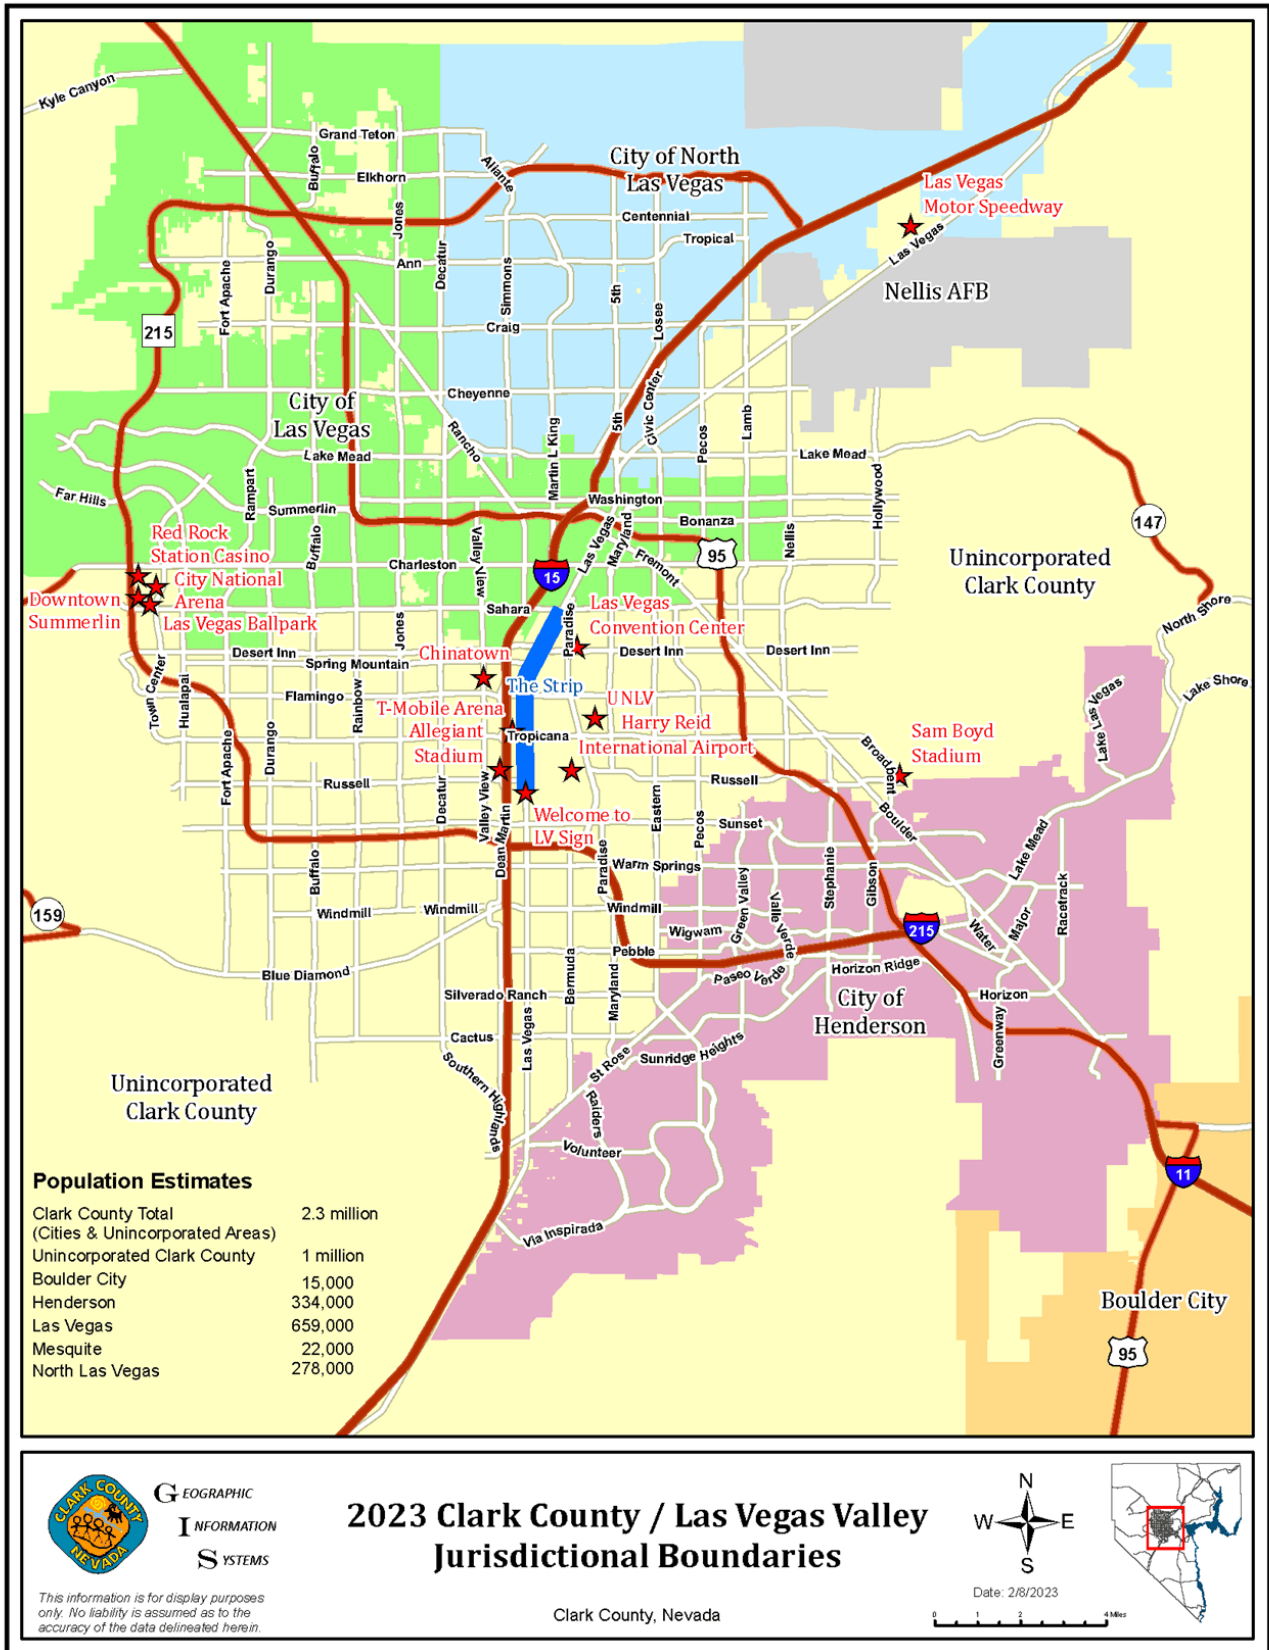 Kyle Canyon
Grand Teton
Buffalo
Elkhorn
Aliante
City of North
Las Vegas
Las Vegas
Motor Speedway
Jones
Centennial
Tropical
Las Vegas
Fort Apache
Durango
Decatur
Ann
Simmons
5th
Losee
Nellis AFB
215
Craig
City of
Las Vegas
Cheyenne
Rancho
Martin L King
5th
Civic Center
Pecos
Lamb
Lake Mead
Lake Mead
Far Hills
Rampart
Summerlin
Washington
Hollywood
147
Red Rock
Station Casino
Buffalo
Valley View
Las Vegas
Maryland
Bonanza
Nellis
95
Unincorporated
Clark County
City National
Arena
Charleston
15
Fremont
Downtown
Summerlin
Las Vegas Ballpark
Jones
Sahara
Paradise
Las Vegas
Convention Center
North Shore
Desert Inn
Spring Mountain
Chinatown
Desert Inn
Desert Inn
Town Center
Hualapai
Flamingo
Rainbow
The Strip
UNLV
Lake Las Vegas
Lake Shore
T-Mobile Arena
Allegiant
Stadium
Tropicana
Harry Reid
International Airport
Sam Boyd
Stadium
Broadbent
Fort Apache
Durango
Russell
Decatur
Valley View
Russell
Eastern
Pecos
Boulder
Welcome to
LV Sign
Sunset
Dean Martin
Paradise
Warm Springs
Buffalo
Green Valley
Valle Verde
Stephanie
Gibson
Lake Mead
Racetrack
159
Windmill
Windmill
Windmill
Wigwam
215
Water
Major
Pebble
Blue Diamond
Bermuda
Maryland
Paseo Verde
Horizon Ridge
Silverado Ranch
City of
Henderson
Horizon
Cactus
Las Vegas
St Rose
Sunridge Heights
Greenway
Southern Highlands
Raiders
Unincorporated
Clark County
Volunteer
11
Via Inspirada
Boulder City
95
Population Estimates
Clark County Total 2.3 million
(Cities & Unincorporated Areas)
Unincorporated Clark County 1 million
Boulder City 15,000
Henderson 334,000
Las Vegas 659,000
Mesquite 22,000
North Las Vegas 278,000
CLARK COUNTY
NEVADA
GEOGRAPHIC
INFORMATION
SYSTEMS
This information is for display purposes
only. No liability is assumed as to the
accuracy of the data delineated herein.
2023 Clark County / Las Vegas Valley
Jurisdictional Boundaries
Clark County, Nevada
N
W E
S
Date: 2/8/2023
0 1 2 4 Miles